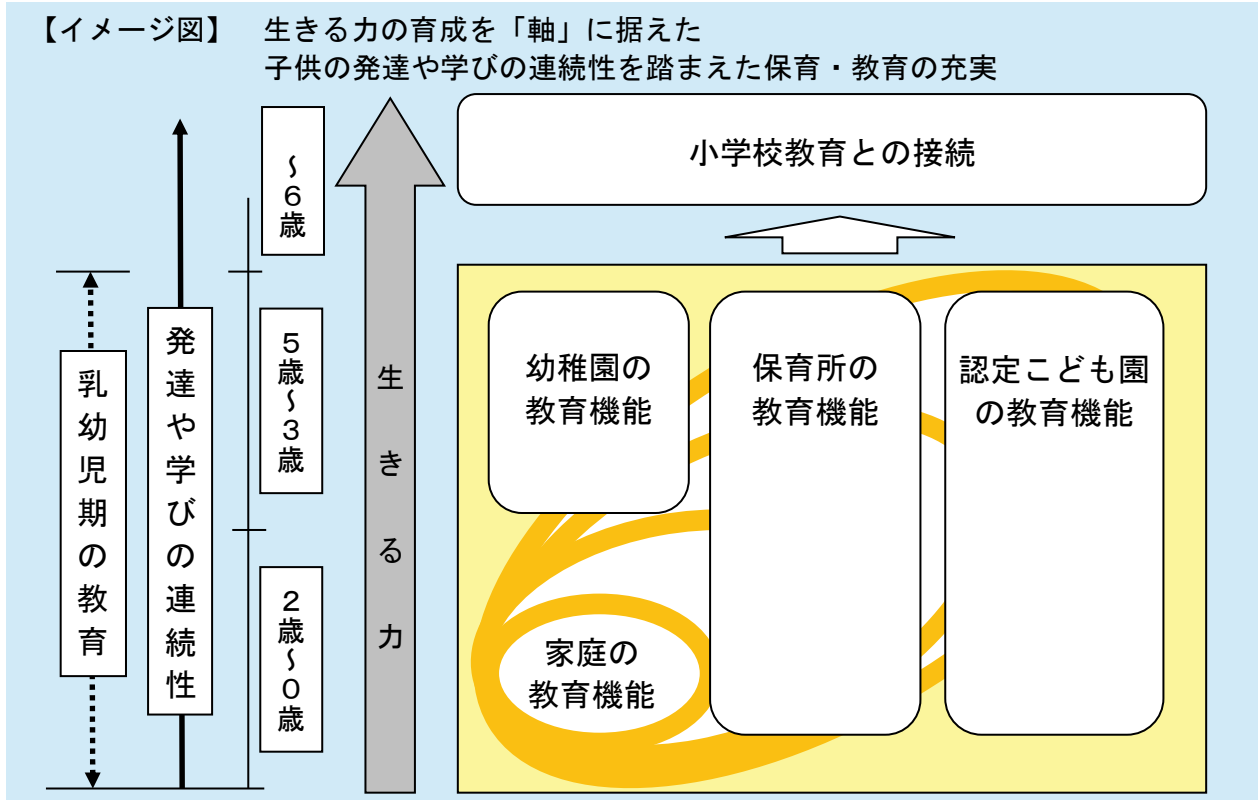 【イメージ図】 生きる力の育成を「軸」に据えた
子供の発達や学びの連続性を踏まえた保育・教育の充実
乳幼児期の教育
発達や学びの連続性
~6歳
5歳~3歳
2歳~0歳
生きる力
小学校教育との接続
幼稚園の
教育機能
保育所の
教育機能
認定こども園
の教育機能
家庭の
教育機能